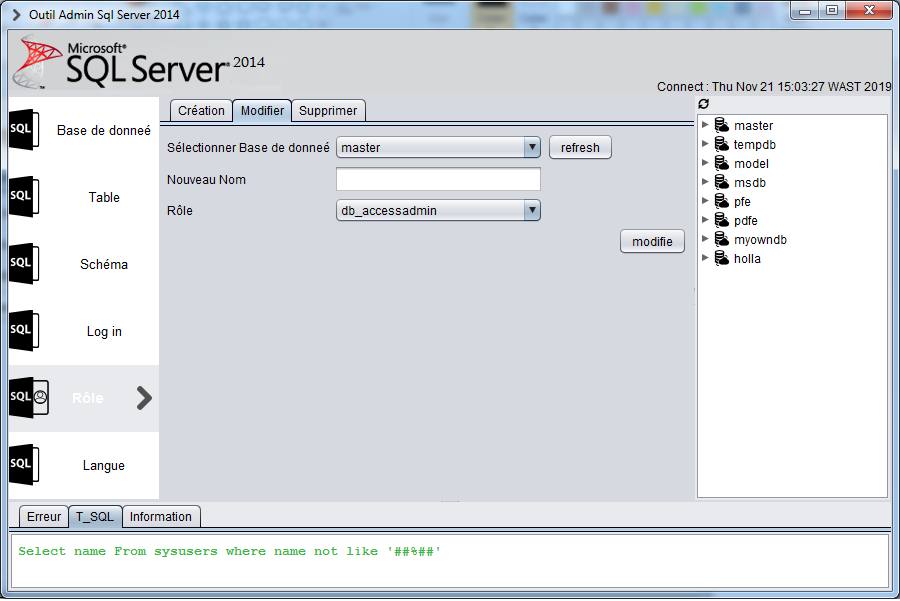 Outil Admin Sql Server 2014
Microsoft®
SQL Server® 2014
Connect : Thu Nov 21 15:03:27 WAST 2019
SQL Base de donneé
SQL Table
SQL Schéma
SQL Log in
SQL Rôle
SQL Langue
Création Modifier Supprimer
Sélectionner Base de donneé master refresh
Nouveau Nom
Rôle db_accessadmin
modifie
master
tempdb
model
msdb
pfe
pdfe
myowndb
holla
Erreur T_SQL Information
Select name From sysusers where name not like '##%##'